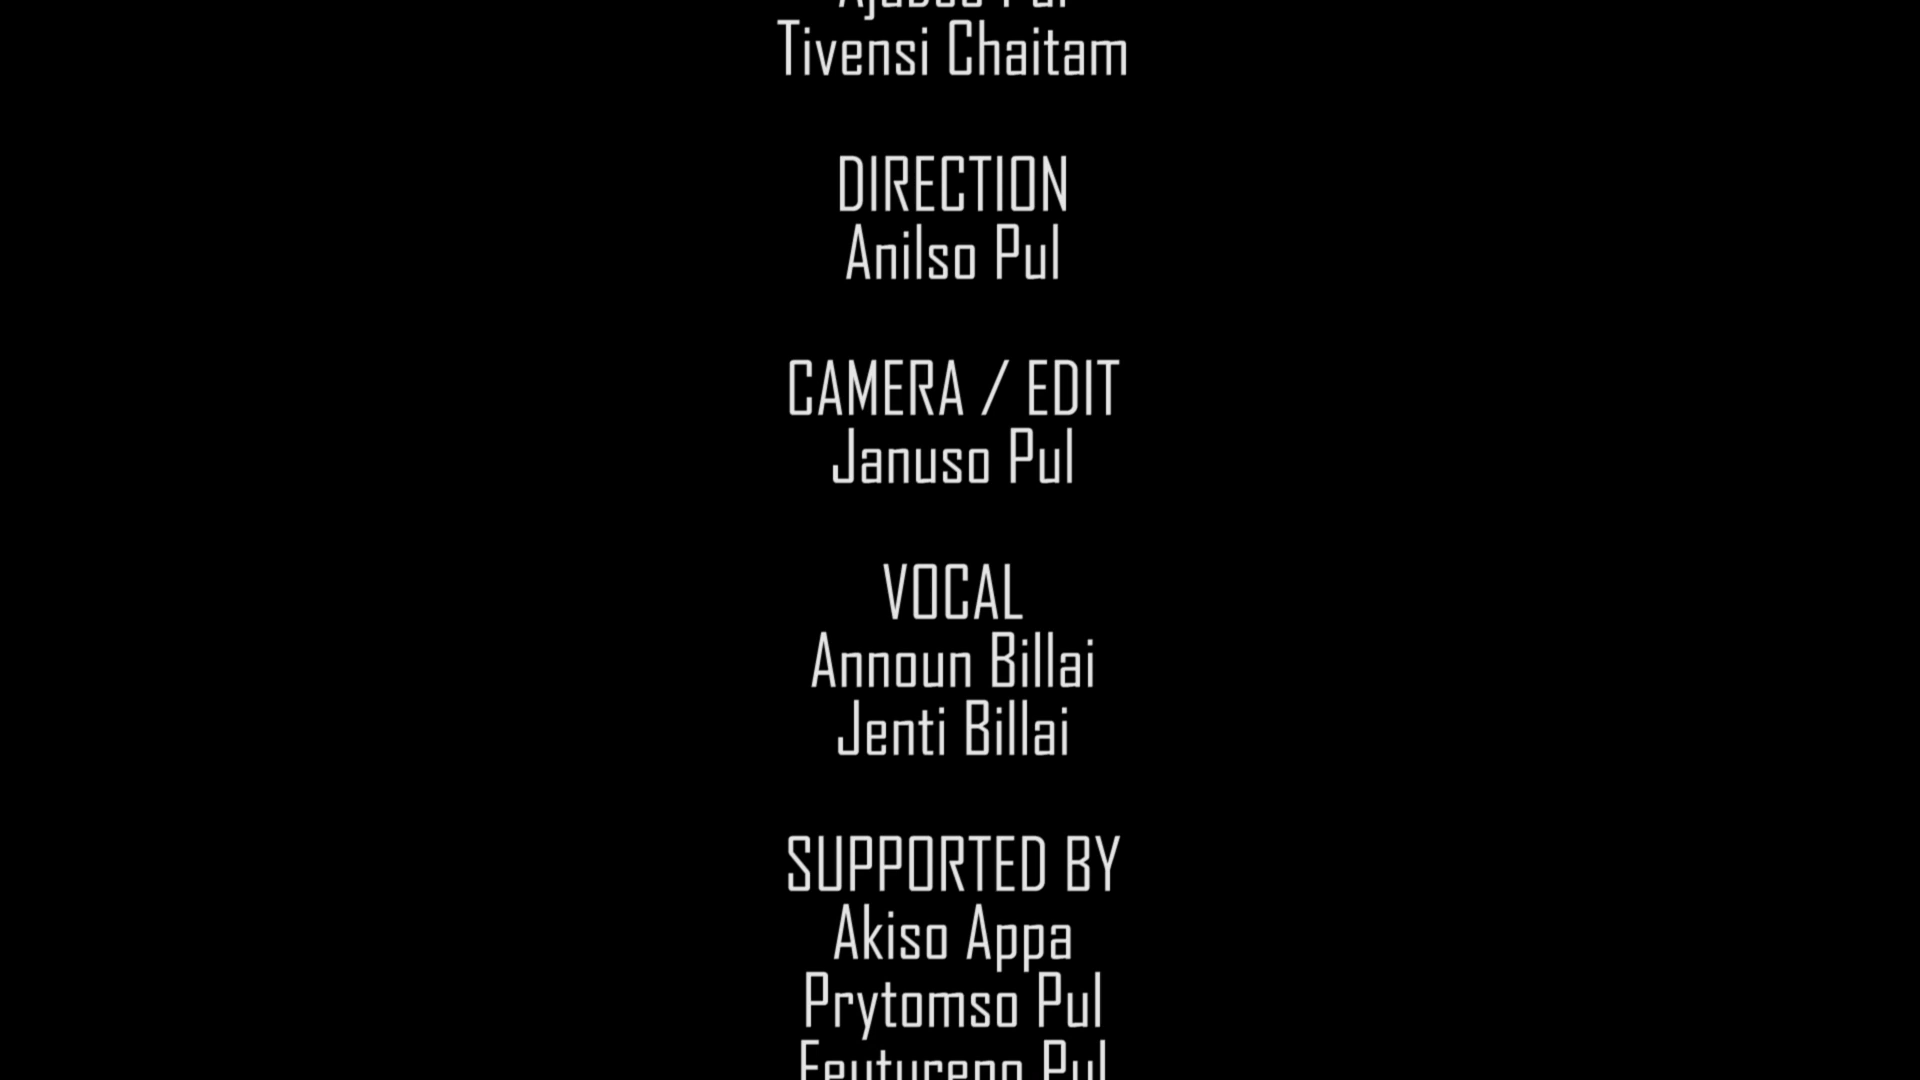 Tivensi Chaitam
DIRECTION
Anilso Pul
CAMERA / EDIT
Januso Pul
VOCAL
Announ Billai
Jenti Billai
SUPPORTED BY
Akiso Appa
Prytomso Pul
Pul